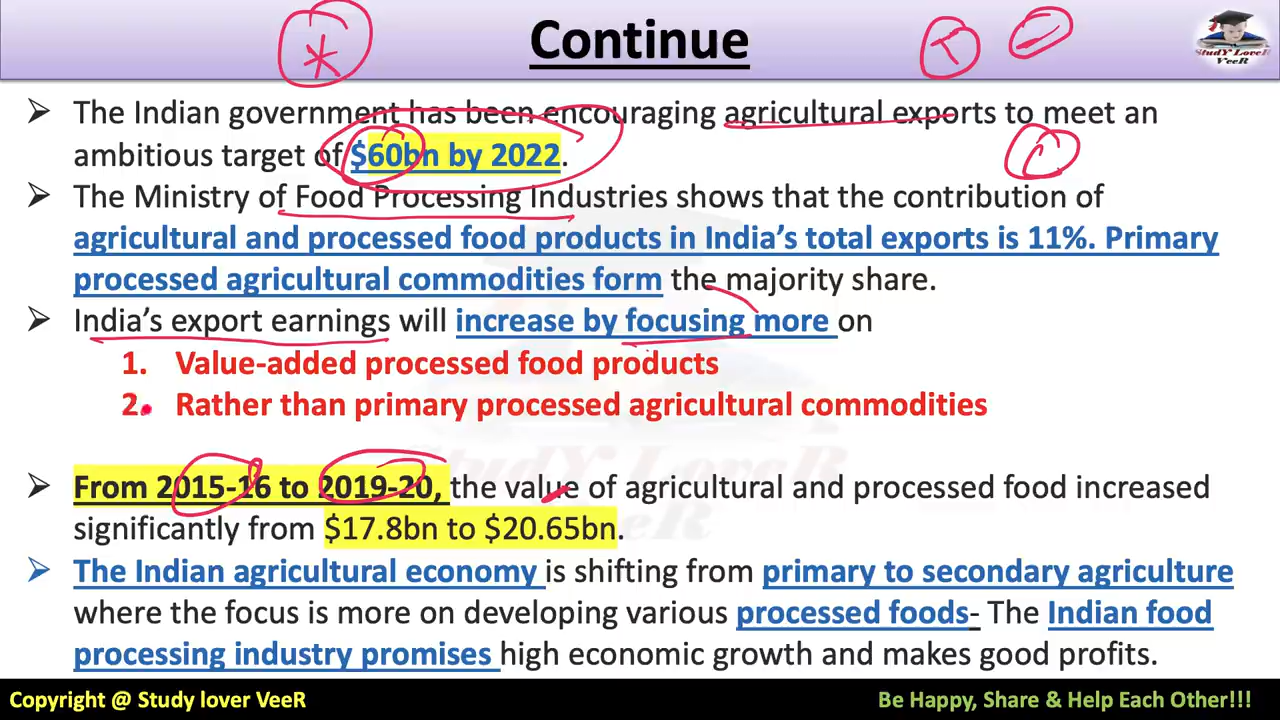 Continue
StudY LoveR
VeeR
➢ The Indian government has been encouraging agricultural exports to meet an
ambitious target of $60bn by 2022.
➢ The Ministry of Food Processing Industries shows that the contribution of
agricultural and processed food products in India's total exports is 11%. Primary
processed agricultural commodities form the majority share.
➢ India's export earnings will increase by focusing more on
1. Value-added processed food products
2. Rather than primary processed agricultural commodities
StudY LoveR
VeeR
➢ From 2015-16 to 2019-20, the value of agricultural and processed food increased
significantly from $17.8bn to $20.65bn.
➢ The Indian agricultural economy is shifting from primary to secondary agriculture
where the focus is more on developing various processed foods- The Indian food
processing industry promises high economic growth and makes good profits.
Copyright @ Study lover VeeR
Be Happy, Share & Help Each Other!!!